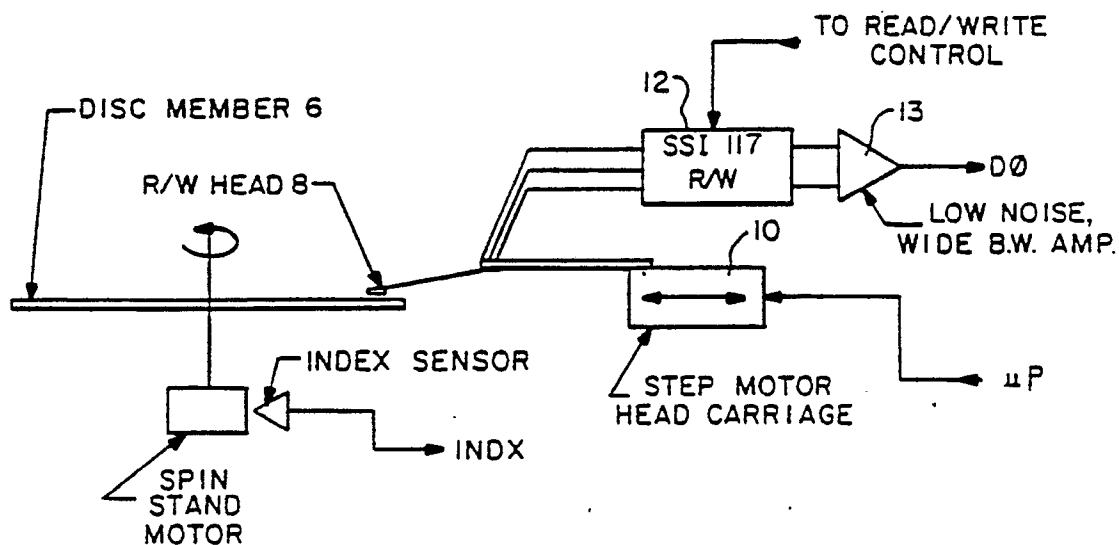 TO READ/WRITE
CONTROL
12
13
DISC MEMBER 6
SSI 117
R/W
DØ
R/W HEAD 8
LOW NOISE,
WIDE B.W. AMP.
10
INDEX SENSOR
STEP MOTOR
HEAD CARRIAGE
µP
INDX
SPIN
STAND
MOTOR